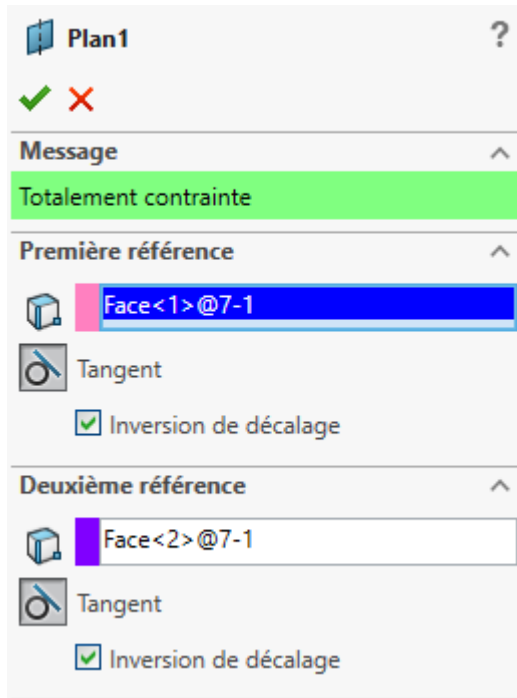 Plan1
?
Message
Totalement contrainte
Première référence
Face<1>@7-1
Tangent
Inversion de décalage
Deuxième référence
Face<2>@7-1
Tangent
Inversion de décalage